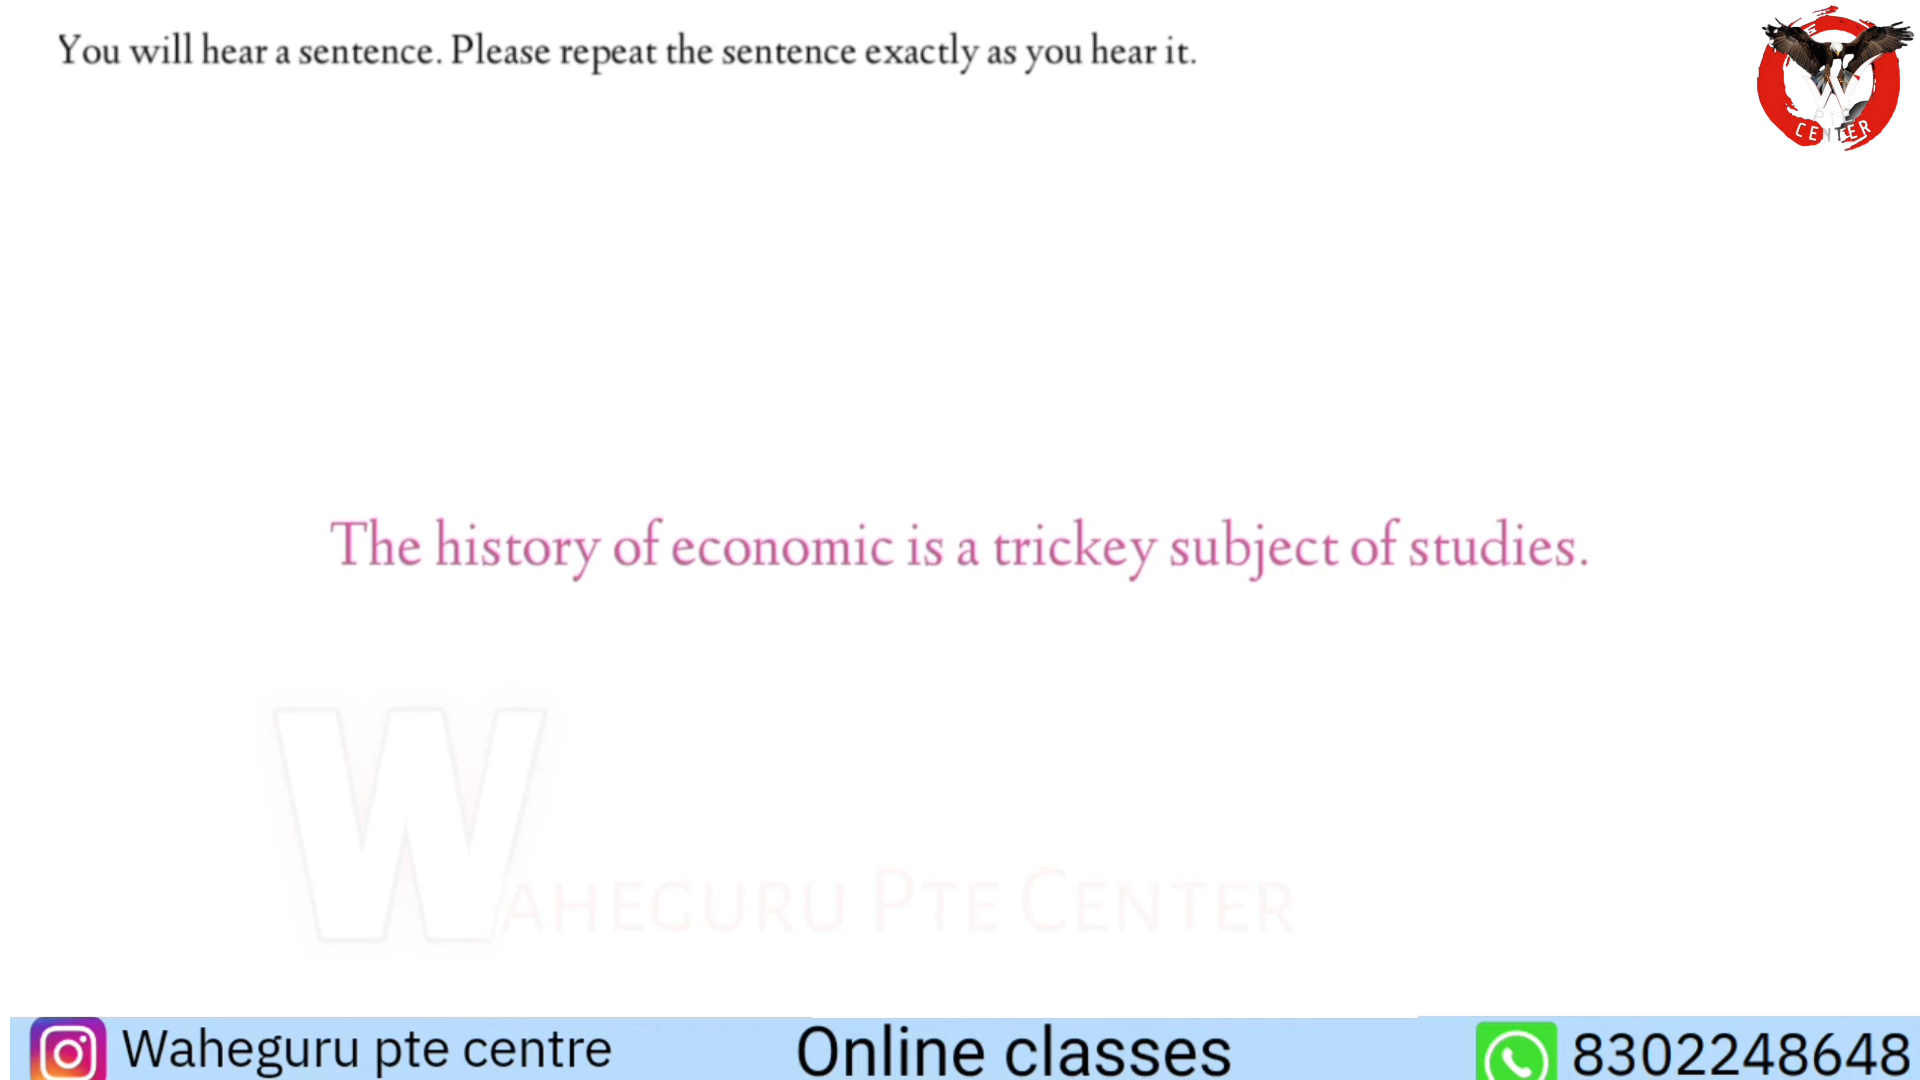 You will hear a sentence. Please repeat the sentence exactly as you hear it.
CENTER
The history of economic is a trickey subject of studies.
WAHEGURU PTE CENTER
Waheguru pte centre
Online classes
8302248648